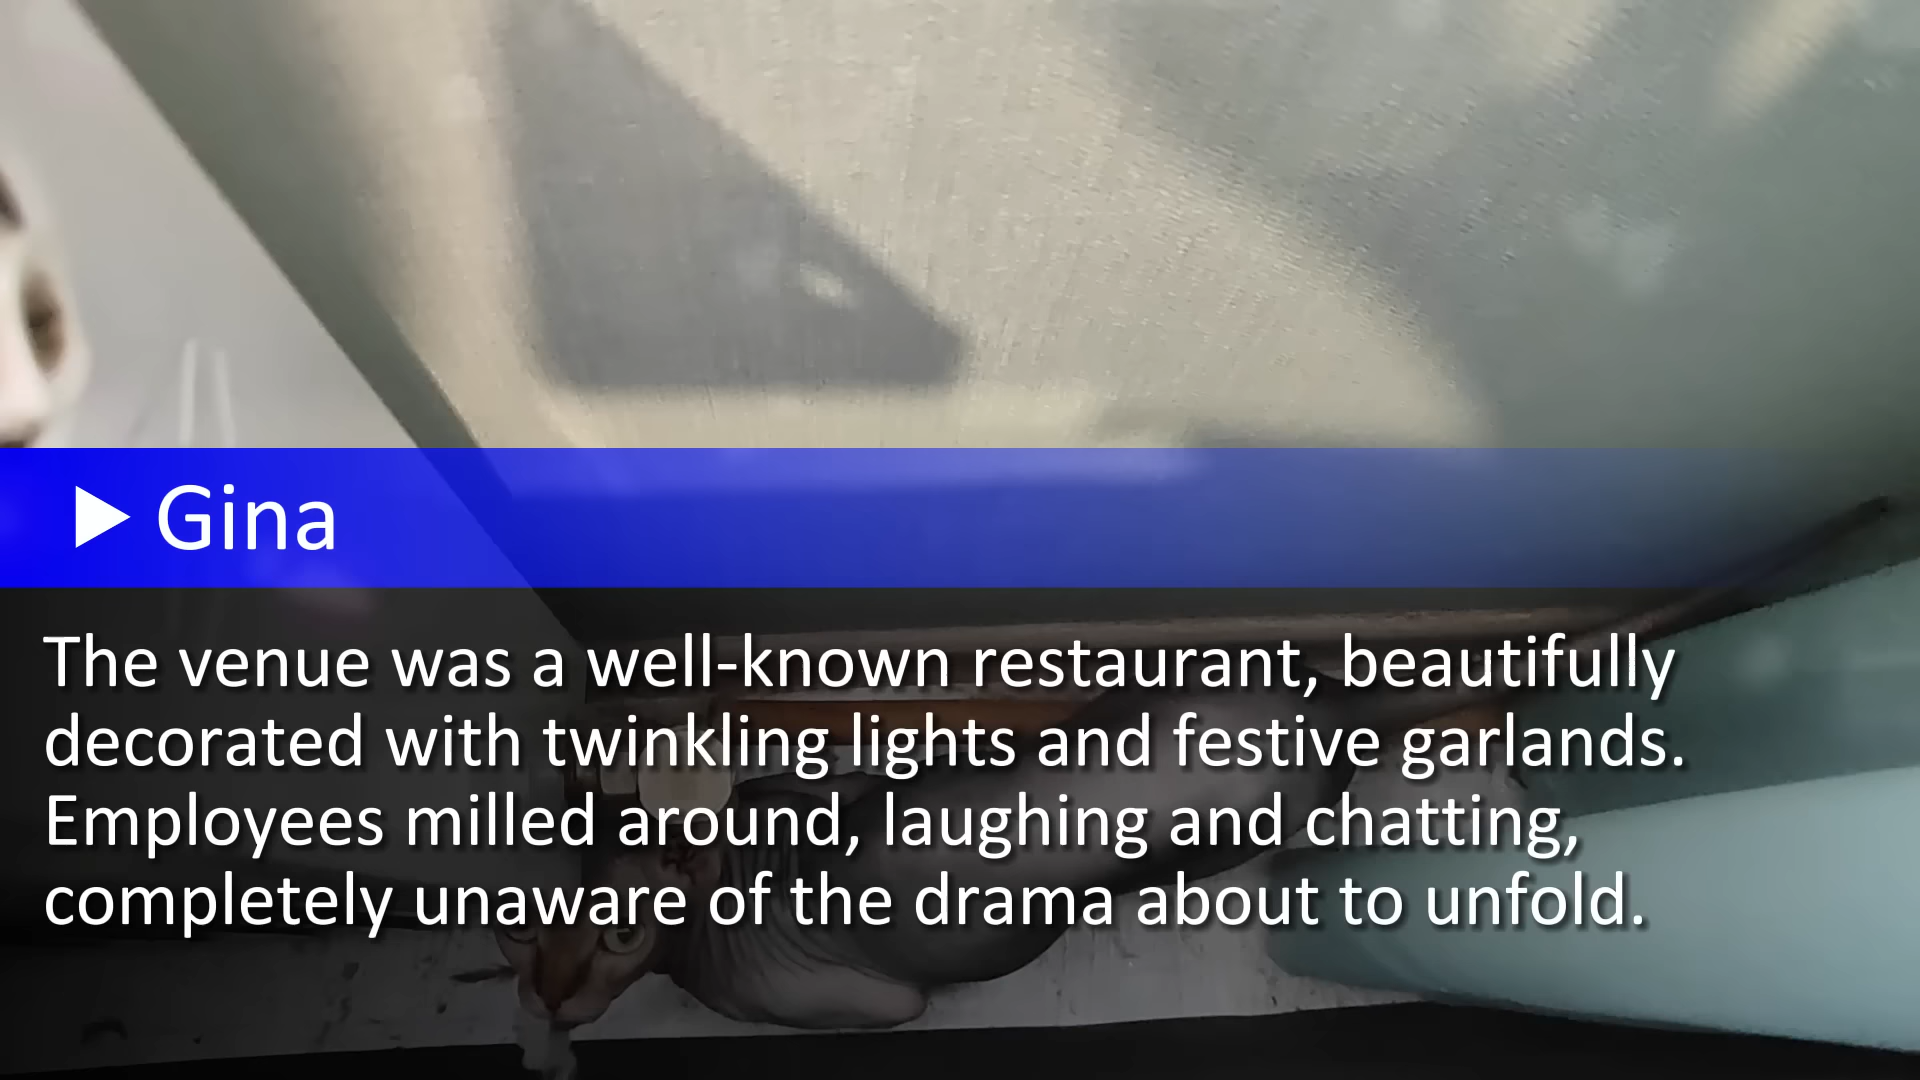 Gina
The venue was a well-known restaurant, beautifully
decorated with twinkling lights and festive garlands.
Employees milled around, laughing and chatting,
completely unaware of the drama about to unfold.